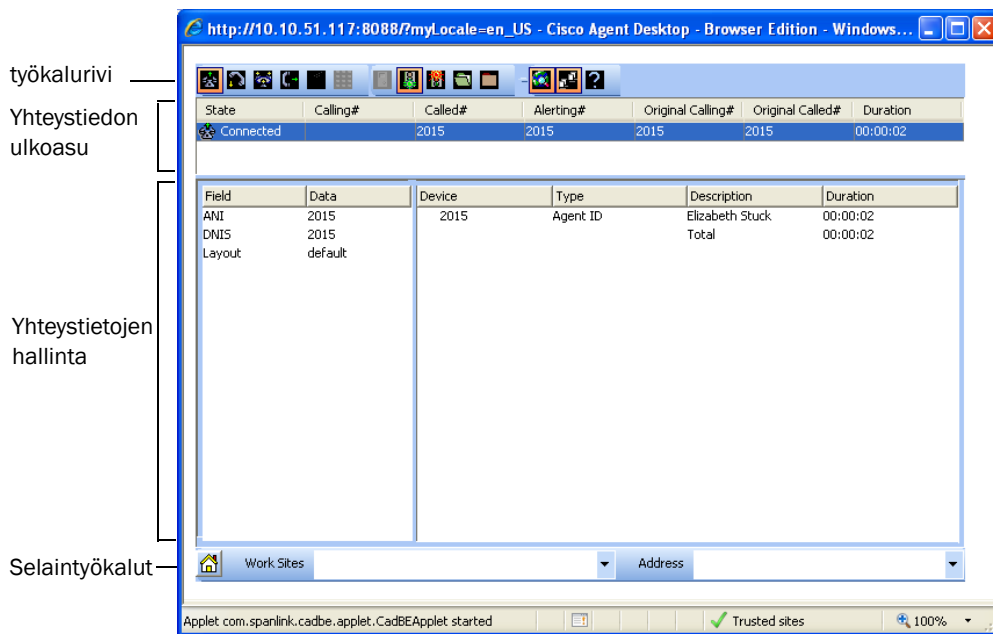 http://10.10.51.117:8088/?myLocale=en_US - Cisco Agent Desktop - Browser Edition - Windows...
työkalurivi
Yhteystiedon
ulkoasu
State Calling# Called# Alerting# Original Calling# Original Called# Duration
Connected 2015 2015 2015 2015 00:00:02
Yhteystietojen
hallinta
Field Data
ANI 2015
DNIS 2015
Layout default
Device Type Description Duration
2015 Agent ID Elizabeth Stuck 00:00:02
Total 00:00:02
Selaintyökalut
Work Sites Address
Applet com.spanlink.cadbe.applet.CadBEApplet started Trusted sites 100%